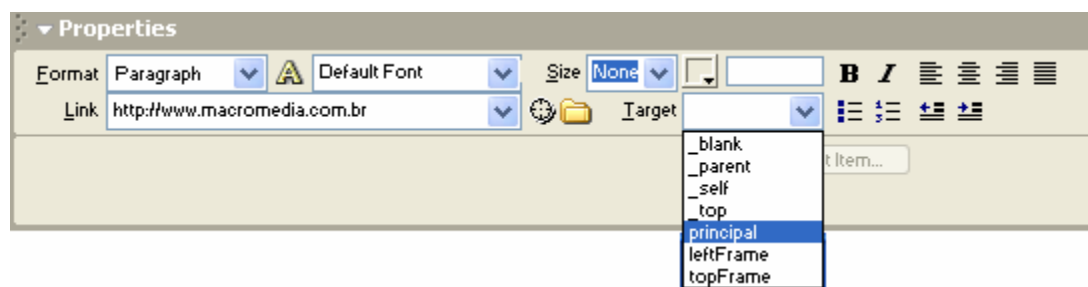 Properties
Format Paragraph Default Font Size None B I
Link http://www.macromedia.com.br Target
_blank
t Item...
_parent
_self
_top
principal
leftFrame
topFrame